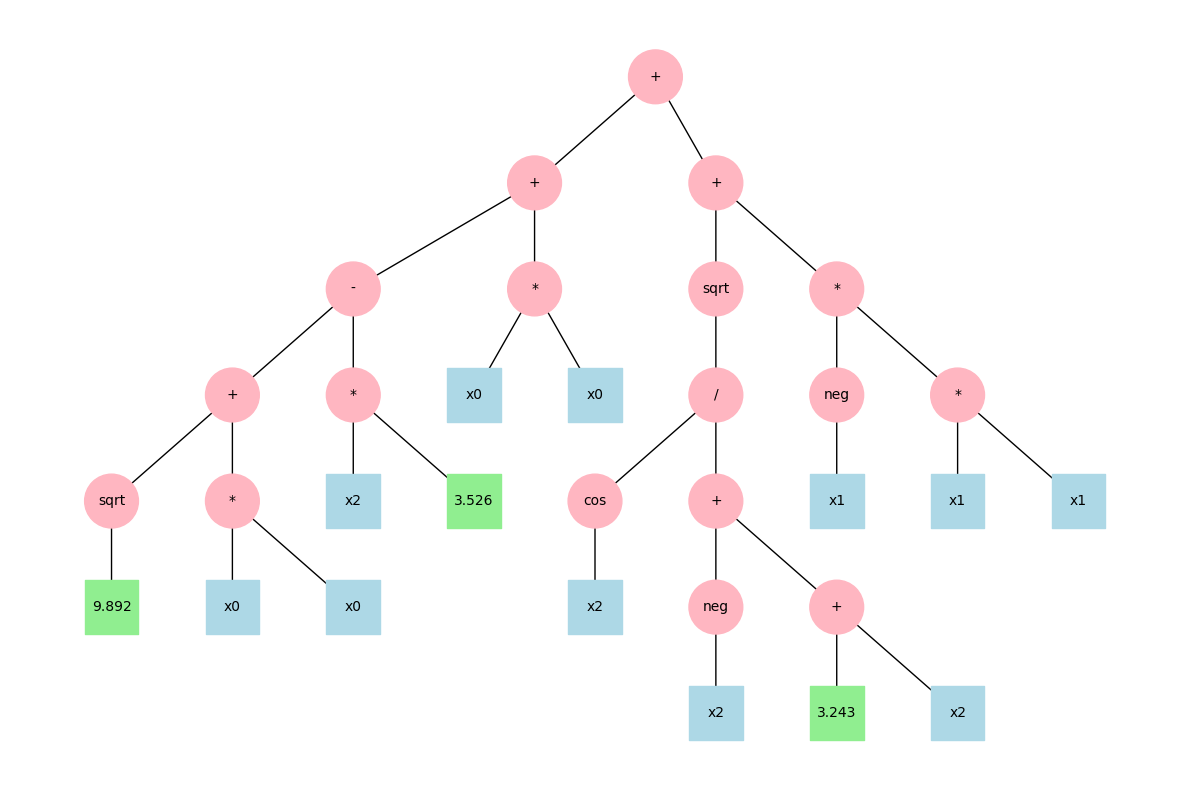 +
+ +
- * sqrt *
+ * x0 x0 / neg *
sqrt * x2 3.526 cos + x1 x1 x1
9.892 x0 x0 x2 neg +
x2 3.243 x2